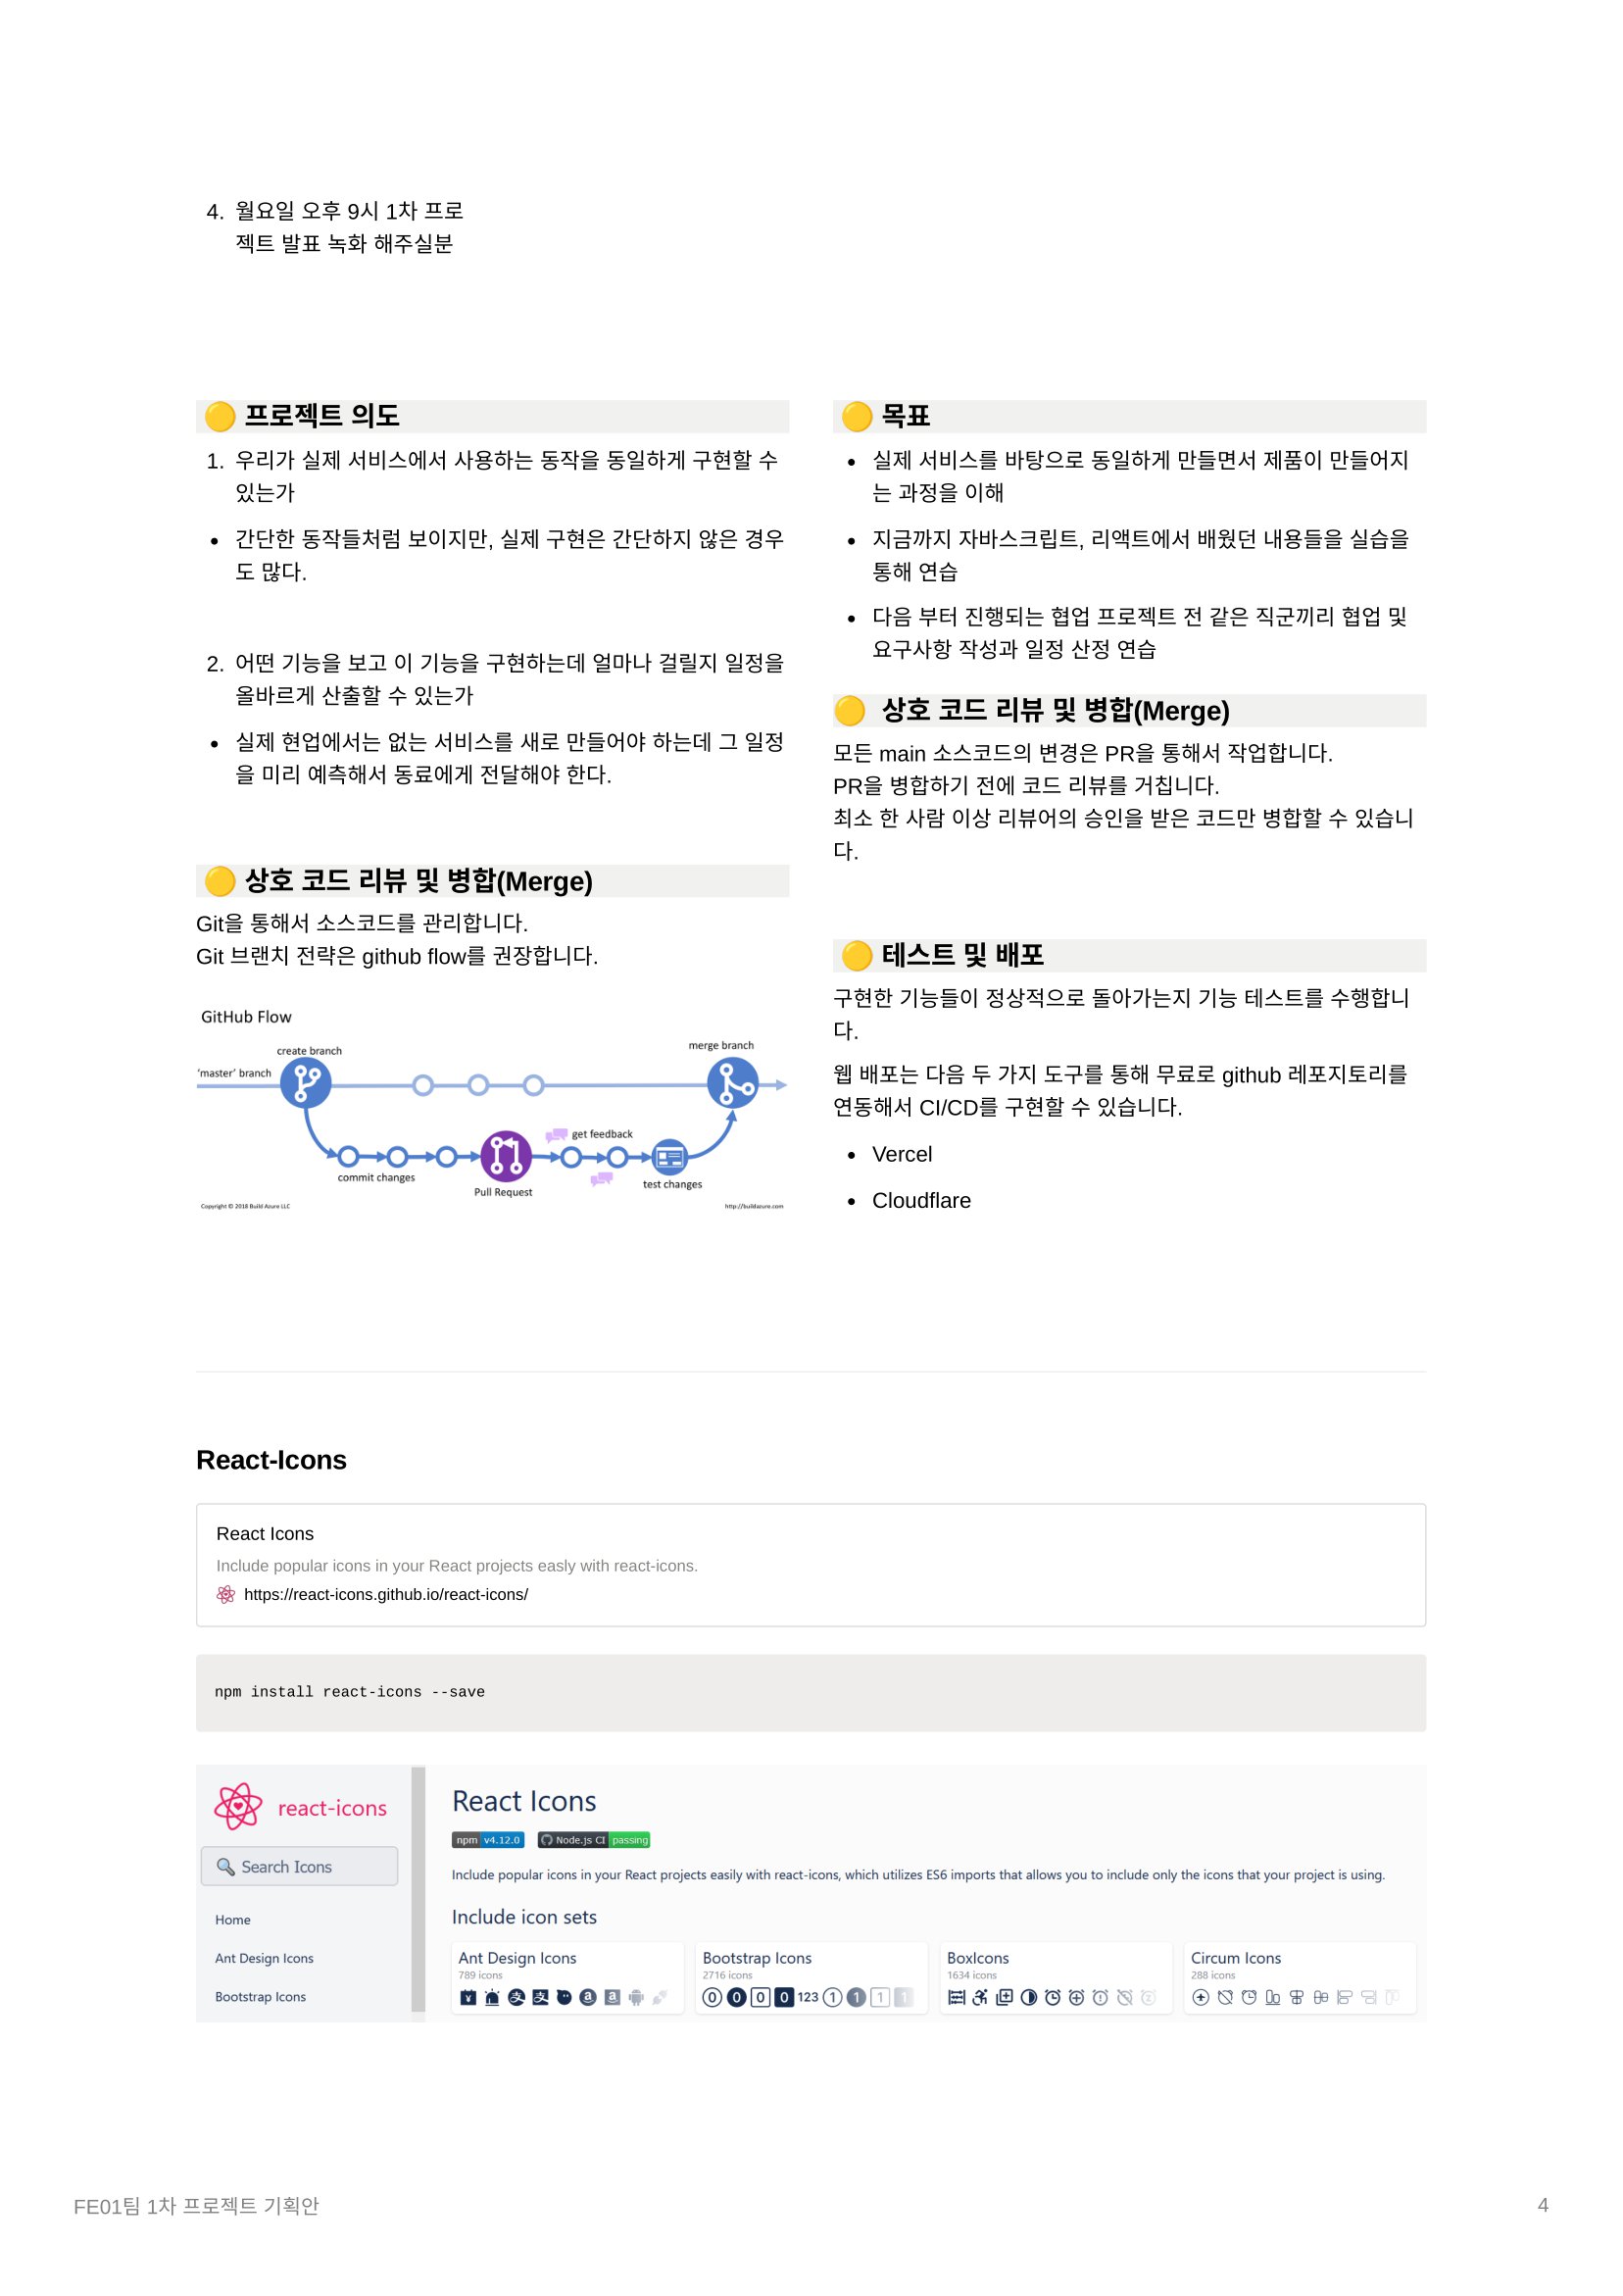 4. 월요일 오후 9시 1차 프로
젝트 발표 녹화 해주실분
🟡 프로젝트 의도
1. 우리가 실제 서비스에서 사용하는 동작을 동일하게 구현할 수
있는가
• 간단한 동작들처럼 보이지만, 실제 구현은 간단하지 않은 경우
도 많다.
2. 어떤 기능을 보고 이 기능을 구현하는데 얼마나 걸릴지 일정을
올바르게 산출할 수 있는가
• 실제 현업에서는 없는 서비스를 새로 만들어야 하는데 그 일정
을 미리 예측해서 동료에게 전달해야 한다.
🟡 상호 코드 리뷰 및 병합(Merge)
Git을 통해서 소스코드를 관리합니다.
Git 브랜치 전략은 github flow를 권장합니다.
GitHub Flow
create branch
merge branch
'master' branch
get feedback
commit changes
Pull Request
test changes
Copyright © 2018 Build Azure LLC
http://buildazure.com
🟡 목표
• 실제 서비스를 바탕으로 동일하게 만들면서 제품이 만들어지
는 과정을 이해
• 지금까지 자바스크립트, 리액트에서 배웠던 내용들을 실습을
통해 연습
• 다음 부터 진행되는 협업 프로젝트 전 같은 직군끼리 협업 및
요구사항 작성과 일정 산정 연습
🟡 상호 코드 리뷰 및 병합(Merge)
모든 main 소스코드의 변경은 PR을 통해서 작업합니다.
PR을 병합하기 전에 코드 리뷰를 거칩니다.
최소 한 사람 이상 리뷰어의 승인을 받은 코드만 병합할 수 있습니
다.
🟡 테스트 및 배포
구현한 기능들이 정상적으로 돌아가는지 기능 테스트를 수행합니
다.
웹 배포는 다음 두 가지 도구를 통해 무료로 github 레포지토리를
연동해서 CI/CD를 구현할 수 있습니다.
• Vercel
• Cloudflare
React-Icons
React Icons
Include popular icons in your React projects easly with react-icons.
https://react-icons.github.io/react-icons/
npm install react-icons --save
react-icons
🔍 Search Icons
Home
Ant Design Icons
Bootstrap Icons
React Icons
npm v4.12.0 Node.js CI passing
Include popular icons in your React projects easily with react-icons, which utilizes ES6 imports that allows you to include only the icons that your project is using.
Include icon sets
Ant Design Icons
789 icons
Bootstrap Icons
2716 icons
0 0 0 0 123 1 1 1 1
BoxIcons
1634 icons
Circum Icons
288 icons
FE01팀 1차 프로젝트 기획안
4